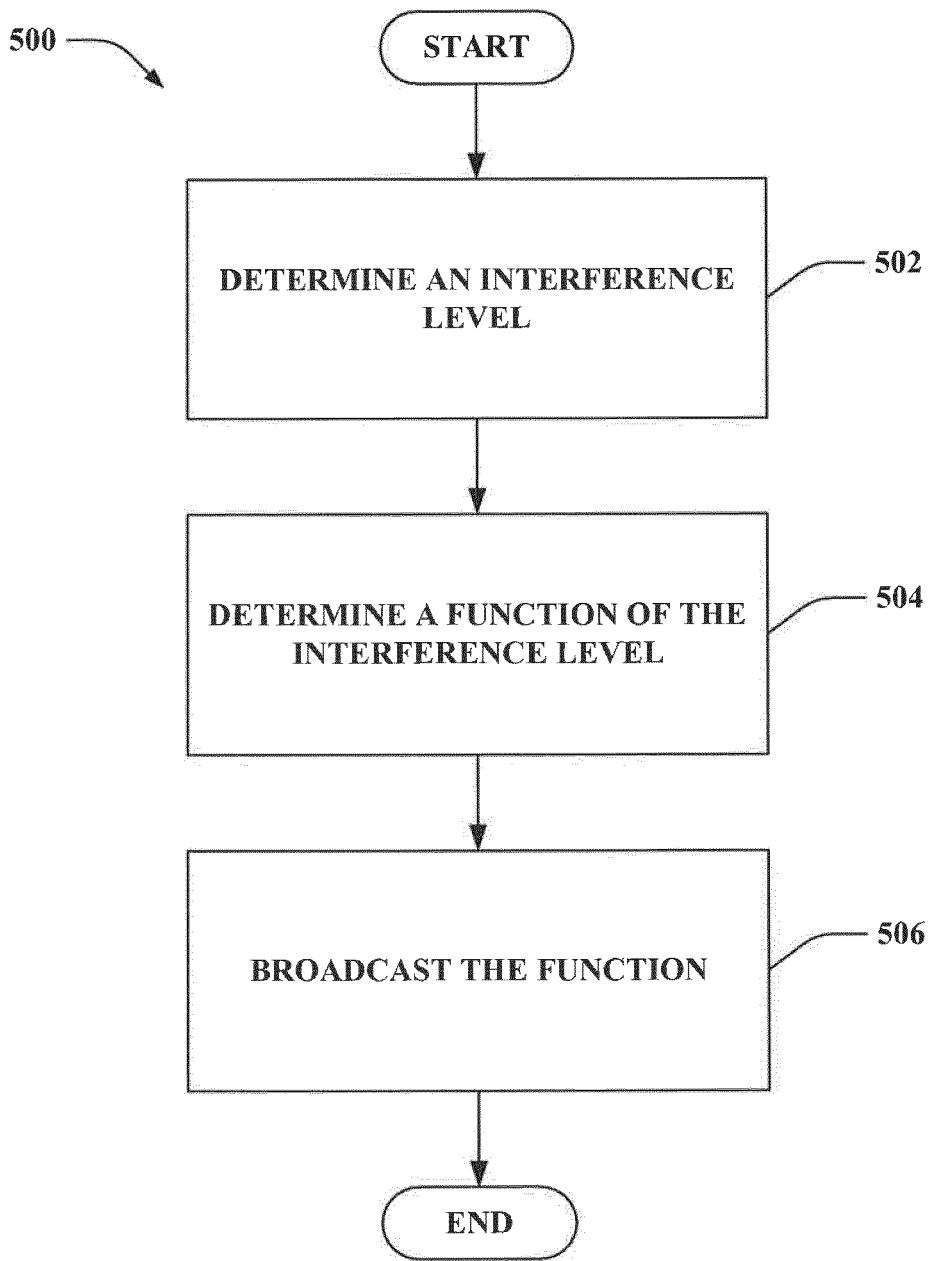 500
START
DETERMINE AN INTERFERENCE
LEVEL
502
DETERMINE A FUNCTION OF THE
INTERFERENCE LEVEL
504
BROADCAST THE FUNCTION
506
END